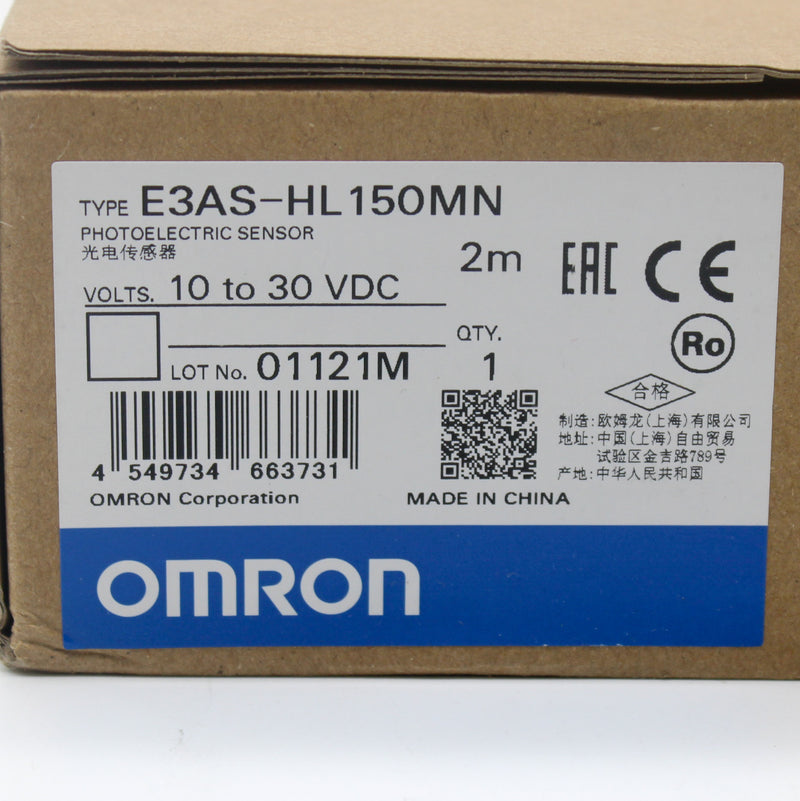 TYPE E3AS-HL150MN
PHOTOELECTRIC SENSOR
光电传感器
2m
EAC CE
VOLTS. 10 to 30 VDC
QTY.
Ro
LOT No. 01121M
1
合格
制造:欧姆龙(上海)有限公司
地址:中国(上海)自由贸易
试验区金吉路789号
产地:中华人民共和国
4 549734 663731
OMRON Corporation
MADE IN CHINA
OMRON